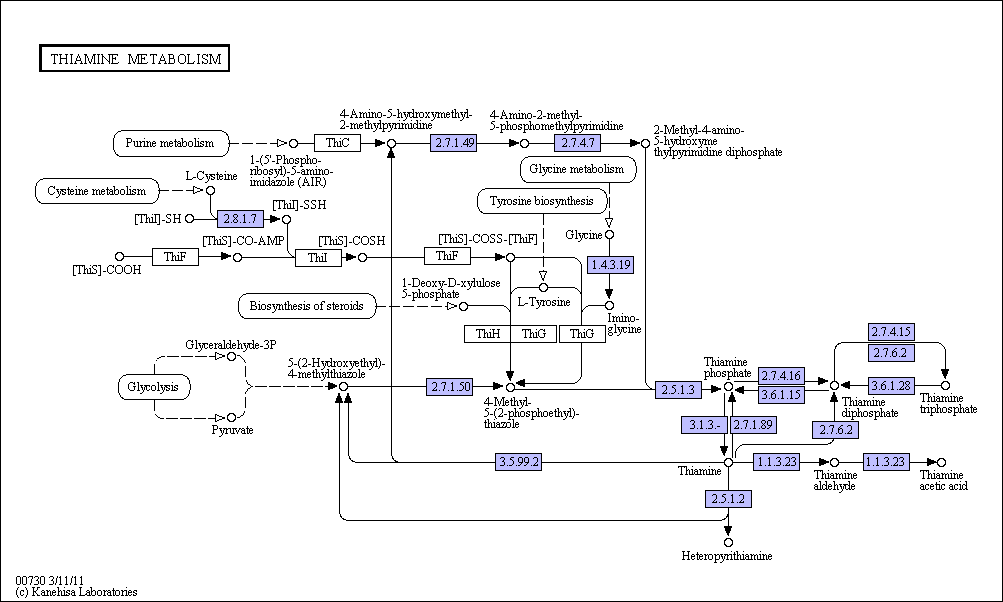 THIAMINE METABOLISM
4-Amino-5-hydroxymethyl-
2-methylpyrimidine
4-Amino-2-methyl-
5-phosphomethylpyrimidine
2-Methyl-4-amino-
5-hydroxyme
thylpyrimidine diphosphate
Purine metabolism
ThiC
2.7.1.49
2.7.4.7
1-(5'-Phospho-
ribosyl)-5-amino-
imidazole (AIR)
Glycine metabolism
L-Cysteine
Cysteine metabolism
Tyrosine biosynthesis
[ThiI]-SH
2.8.1.7
[ThiI]-SSH
Glycine
[ThiS]-CO-AMP
[ThiS]-COSH
[ThiS]-COSS-[ThiF]
ThiF
ThiI
ThiF
[ThiS]-COOH
1.4.3.19
1-Deoxy-D-xylulose
5-phosphate
Biosynthesis of steroids
L-Tyrosine
Imino-
glycine
ThiH
ThiG
ThiG
Glyceraldehyde-3P
Glycolysis
Pyruvate
5-(2-Hydroxyethyl)-
4-methylthiazole
2.7.1.50
4-Methyl-
5-(2-phosphoethyl)-
thiazole
2.5.1.3
Thiamine
phosphate
2.7.4.16
3.6.1.15
2.7.4.15
2.7.6.2
3.6.1.28
Thiamine
diphosphate
Thiamine
triphosphate
3.1.3.-
2.7.1.89
2.7.6.2
3.5.99.2
Thiamine
1.1.3.23
Thiamine
aldehyde
1.1.3.23
Thiamine
acetic acid
2.5.1.2
Heteropyrithiamine
00730 3/11/11
(c) Kanehisa Laboratories